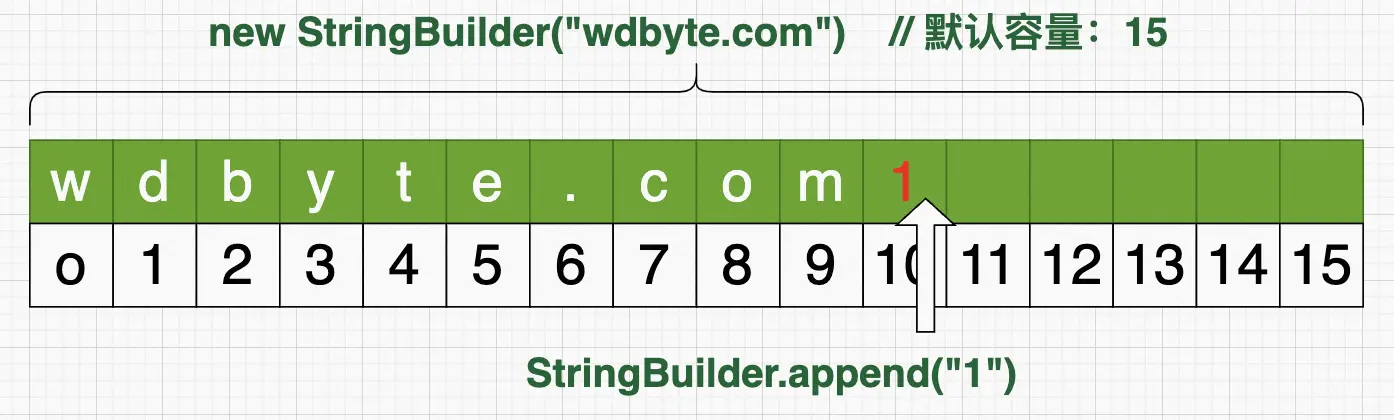 new StringBuilder("wdbyte.com") // 默认容量：15
w d b y t e . c o m 1
o 1 2 3 4 5 6 7 8 9 10 11 12 13 14 15
StringBuilder.append("1")